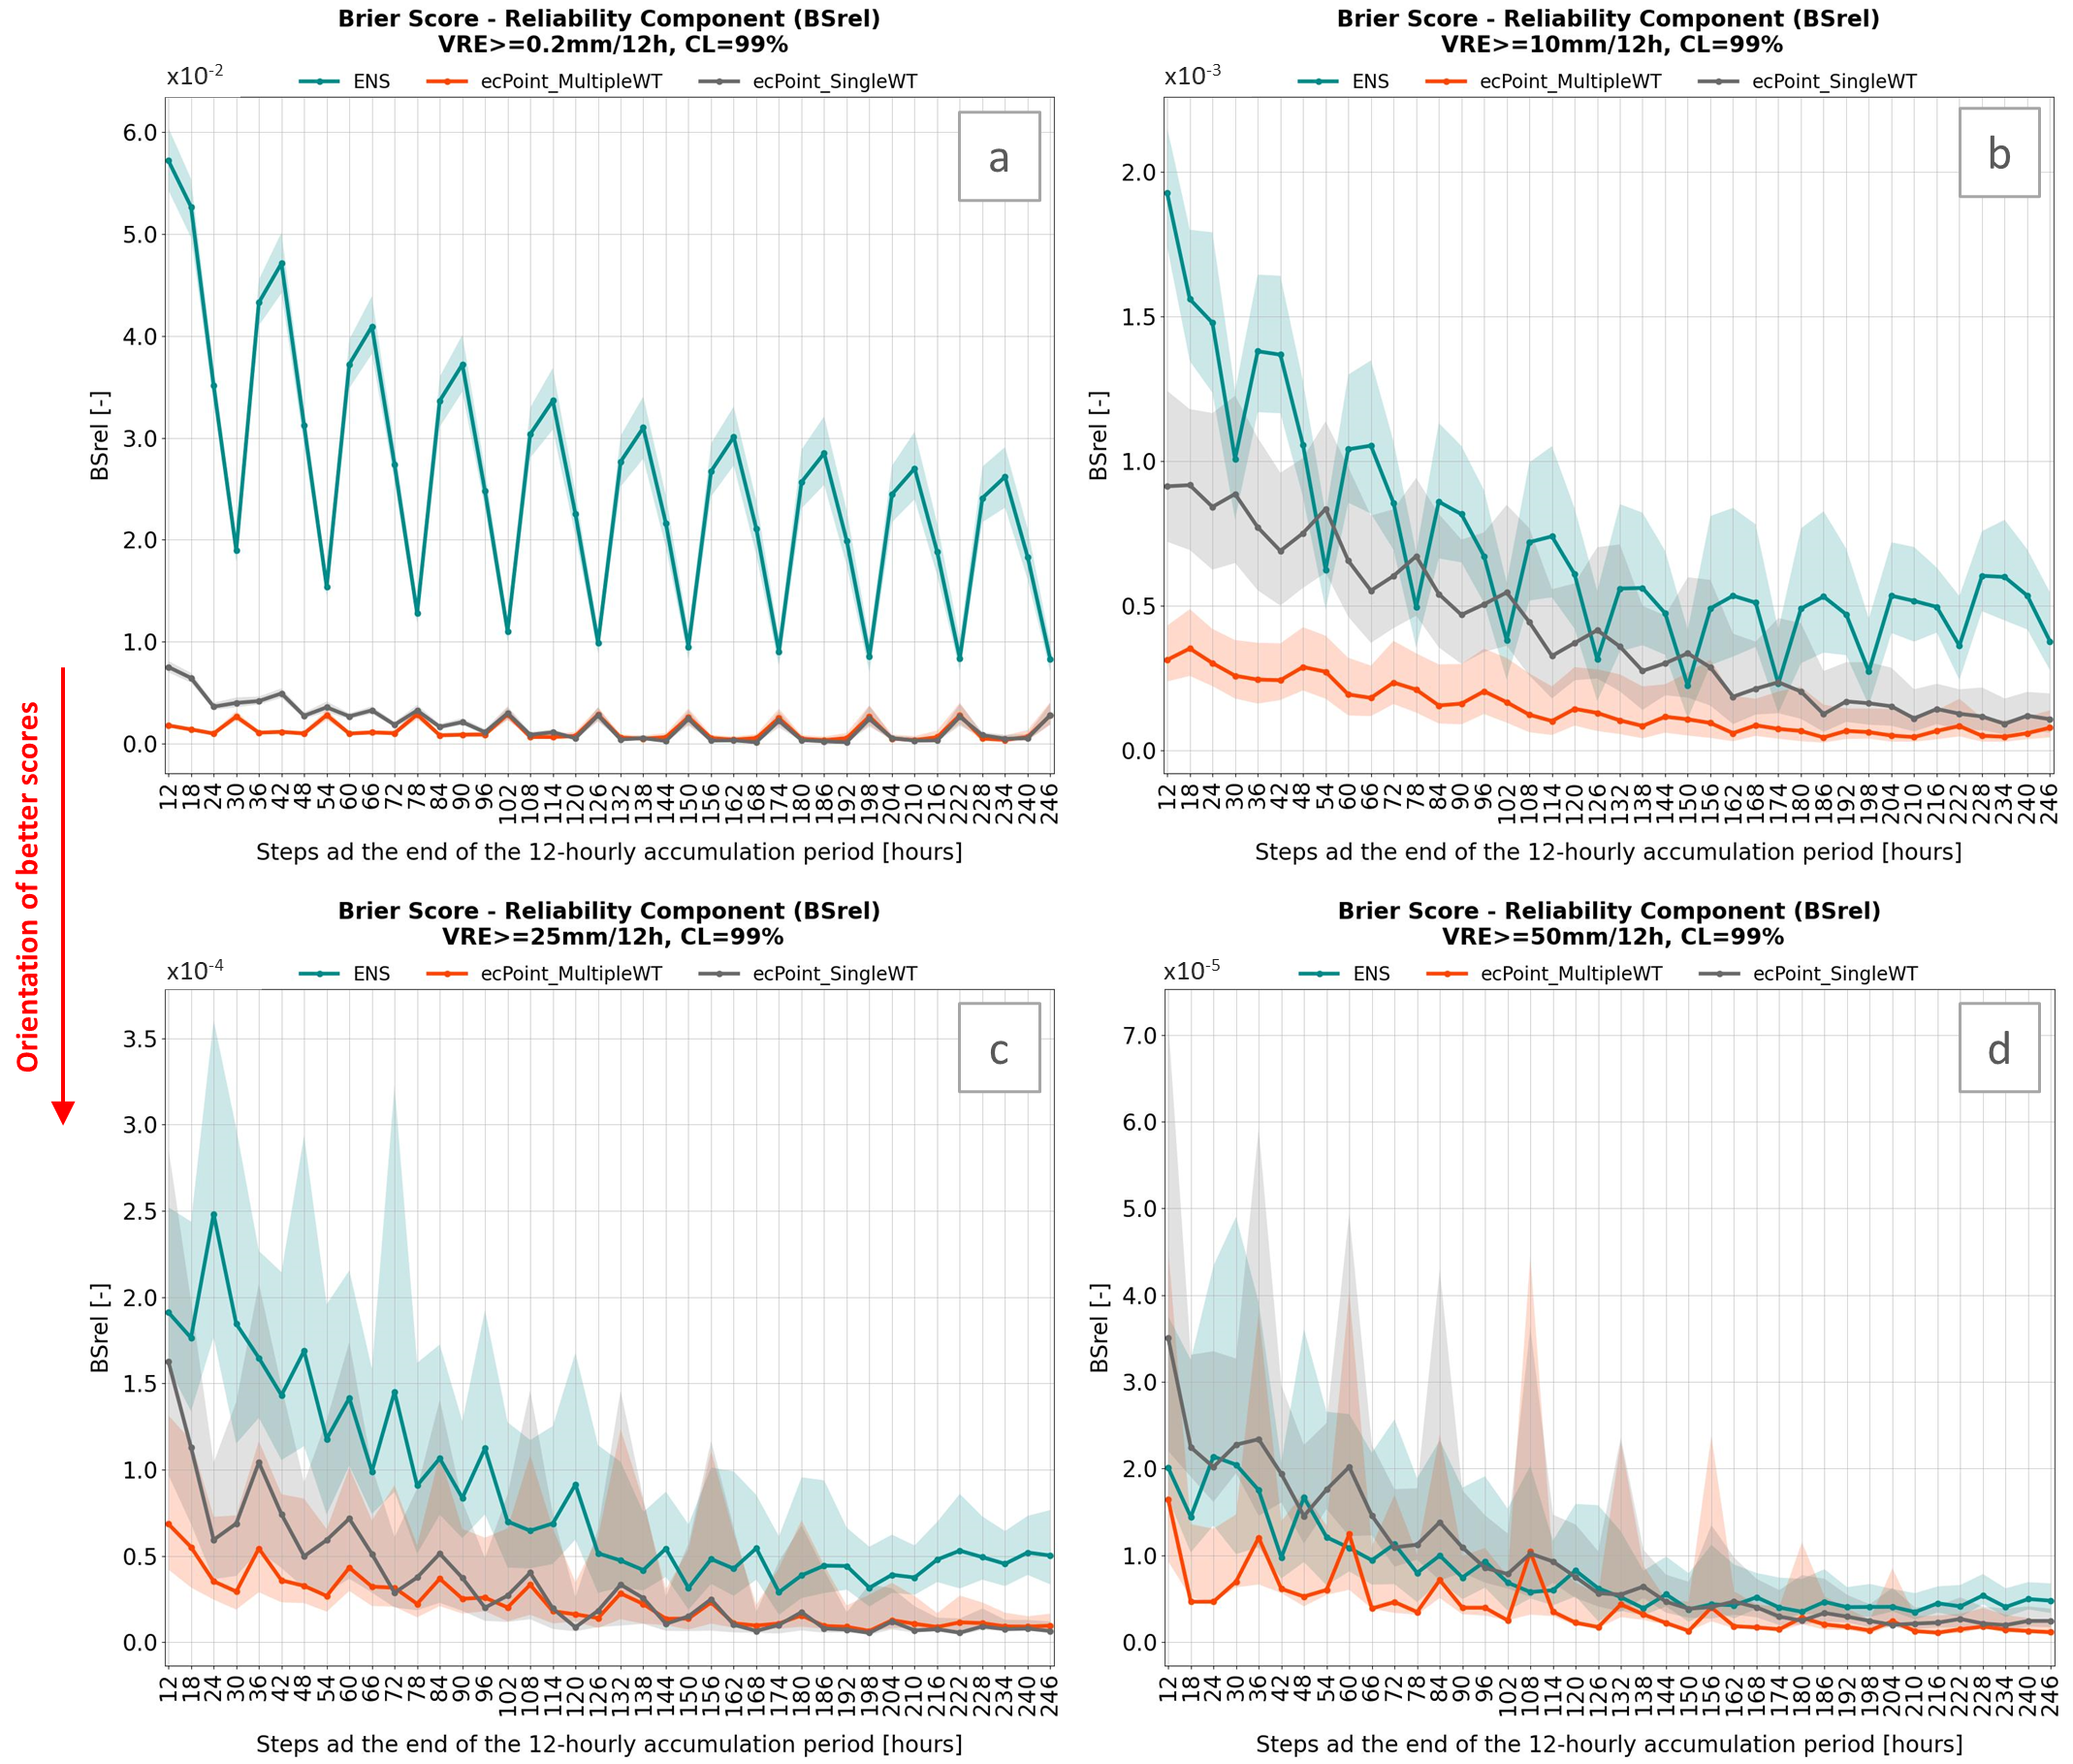 Brier Score - Reliability Component (BSrel)
VRE>=0.2mm/12h, CL=99%
x10-2
ENS ecPoint_MultipleWT ecPoint_SingleWT
a
6.0
5.0
4.0
3.0
2.0
1.0
0.0
BSrel [-]
12 18 24 30 36 42 48 54 60 66 72 78 84 90 96 102 108 114 120 126 132 138 144 150 156 162 168 174 180 186 192 198 204 210 216 222 228 234 240 246
Steps ad the end of the 12-hourly accumulation period [hours]
Brier Score - Reliability Component (BSrel)
VRE>=10mm/12h, CL=99%
x10-3
ENS ecPoint_MultipleWT ecPoint_SingleWT
b
2.0
1.5
1.0
0.5
0.0
BSrel [-]
12 18 24 30 36 42 48 54 60 66 72 78 84 90 96 102 108 114 120 126 132 138 144 150 156 162 168 174 180 186 192 198 204 210 216 222 228 234 240 246
Steps ad the end of the 12-hourly accumulation period [hours]
Orientation of better scores
Brier Score - Reliability Component (BSrel)
VRE>=25mm/12h, CL=99%
x10-4
ENS ecPoint_MultipleWT ecPoint_SingleWT
c
3.5
3.0
2.5
2.0
1.5
1.0
0.5
0.0
BSrel [-]
12 18 24 30 36 42 48 54 60 66 72 78 84 90 96 102 108 114 120 126 132 138 144 150 156 162 168 174 180 186 192 198 204 210 216 222 228 234 240 246
Steps ad the end of the 12-hourly accumulation period [hours]
Brier Score - Reliability Component (BSrel)
VRE>=50mm/12h, CL=99%
x10-5
ENS ecPoint_MultipleWT ecPoint_SingleWT
d
7.0
6.0
5.0
4.0
3.0
2.0
1.0
0.0
BSrel [-]
12 18 24 30 36 42 48 54 60 66 72 78 84 90 96 102 108 114 120 126 132 138 144 150 156 162 168 174 180 186 192 198 204 210 216 222 228 234 240 246
Steps ad the end of the 12-hourly accumulation period [hours]